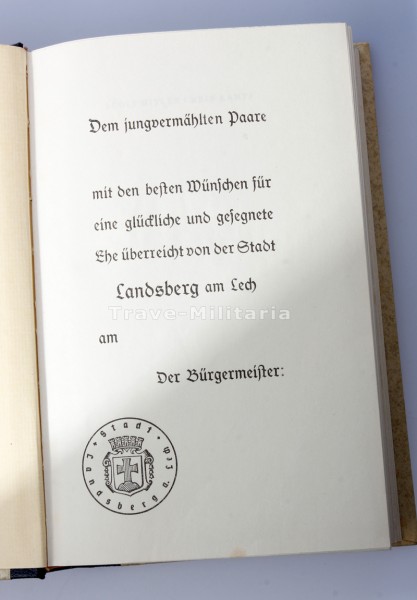 Dem jungvermählten Paare
mit den besten Wünschen für
eine glückliche und gesegnete
Ehe überreicht von der Stadt
Landsberg am Lech
Trave-Militaria
am
Der Bürgermeister:
Stadt
Landsberg a. Lech